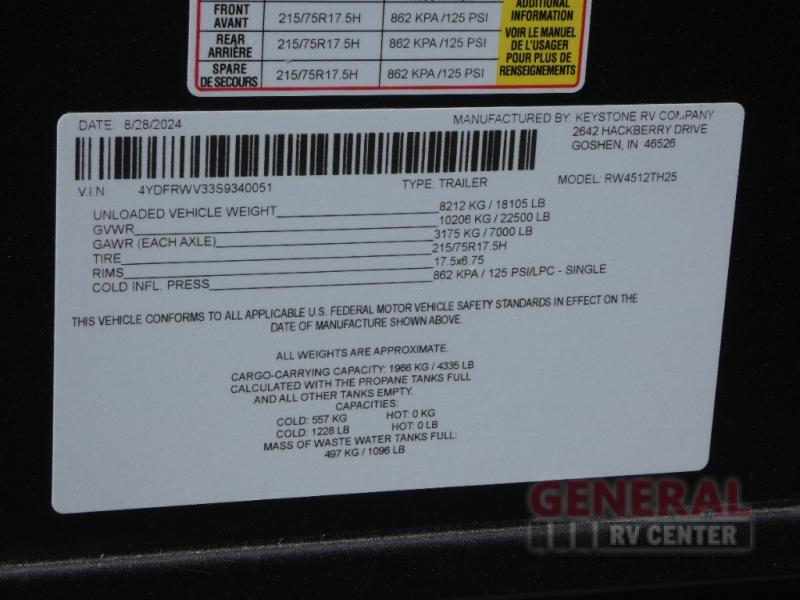 ADDITIONAL
FRONT
AVANT 215/75R17.5H 862 KPA /125 PSI INFORMATION
REAR
ARRIÈRE 215/75R17.5H 862 KPA /125 PSI
VOIR LE MANUEL
DE L'USAGER
POUR PLUS DE
RENSEIGNEMENTS
SPARE
DE SECOURS 215/75R17.5H 862 KPA /125 PSI
DATE: 8/28/2024 MANUFACTURED BY: KEYSTONE RV COMPANY
2642 HACKBERRY DRIVE
GOSHEN, IN 46526
V.I.N 4YDFRWV33S9340051 TYPE: TRAILER MODEL: RW4512TH25
UNLOADED VEHICLE WEIGHT 8212 KG / 18105 LB
GVWR 10206 KG / 22500 LB
GAWR (EACH AXLE) 3175 KG / 7000 LB
TIRE 215/75R17.5H
RIMS 17.5x6.75
COLD INFL. PRESS 862 KPA / 125 PSI/LPC - SINGLE
THIS VEHICLE CONFORMS TO ALL APPLICABLE U.S. FEDERAL MOTOR VEHICLE SAFETY STANDARDS IN EFFECT ON THE
DATE OF MANUFACTURE SHOWN ABOVE.
ALL WEIGHTS ARE APPROXIMATE.
CARGO-CARRYING CAPACITY: 1966 KG / 4335 LB
CALCULATED WITH THE PROPANE TANKS FULL
AND ALL OTHER TANKS EMPTY.
CAPACITIES:
COLD: 557 KG HOT: 0 KG
COLD: 1228 LB HOT: 0 LB
MASS OF WASTE WATER TANKS FULL:
497 KG / 1096 LB
GENERAL
RV CENTER